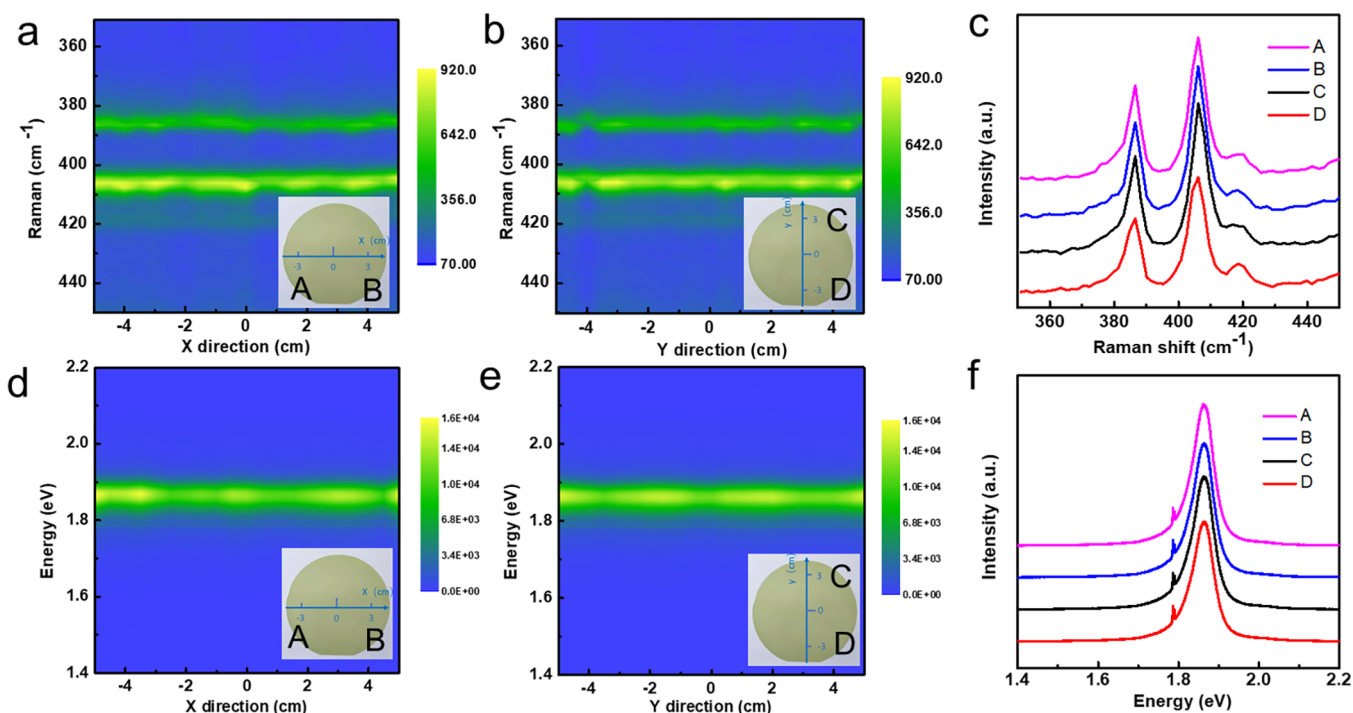 a
Raman (cm -1)
360
380
400
420
440
-4
-2
0
2
4
X direction (cm)
920.0
642.0
356.0
70.00
X (cm)
-3
0
3
A
B
b
Raman (cm -1)
360
380
400
420
440
-4
-2
0
2
4
Y direction (cm)
920.0
642.0
356.0
70.00
y (cm)
3
0
-3
C
D
c
Intensity (a.u.)
A
B
C
D
360
380
400
420
440
Raman shift (cm-1)
d
Energy (eV)
2.2
2.0
1.8
1.6
1.4
-4
-2
0
2
4
X direction (cm)
1.6E+04
1.4E+04
1.0E+04
6.8E+03
3.4E+03
0.0E+00
X (cm)
-3
0
3
A
B
e
Energy (eV)
2.2
2.0
1.8
1.6
1.4
-4
-2
0
2
4
Y direction (cm)
1.6E+04
1.4E+04
1.0E+04
6.8E+03
3.4E+03
0.0E+00
y (cm)
3
0
-3
C
D
f
Intensity (a.u.)
A
B
C
D
1.4
1.6
1.8
2.0
2.2
Energy (eV)